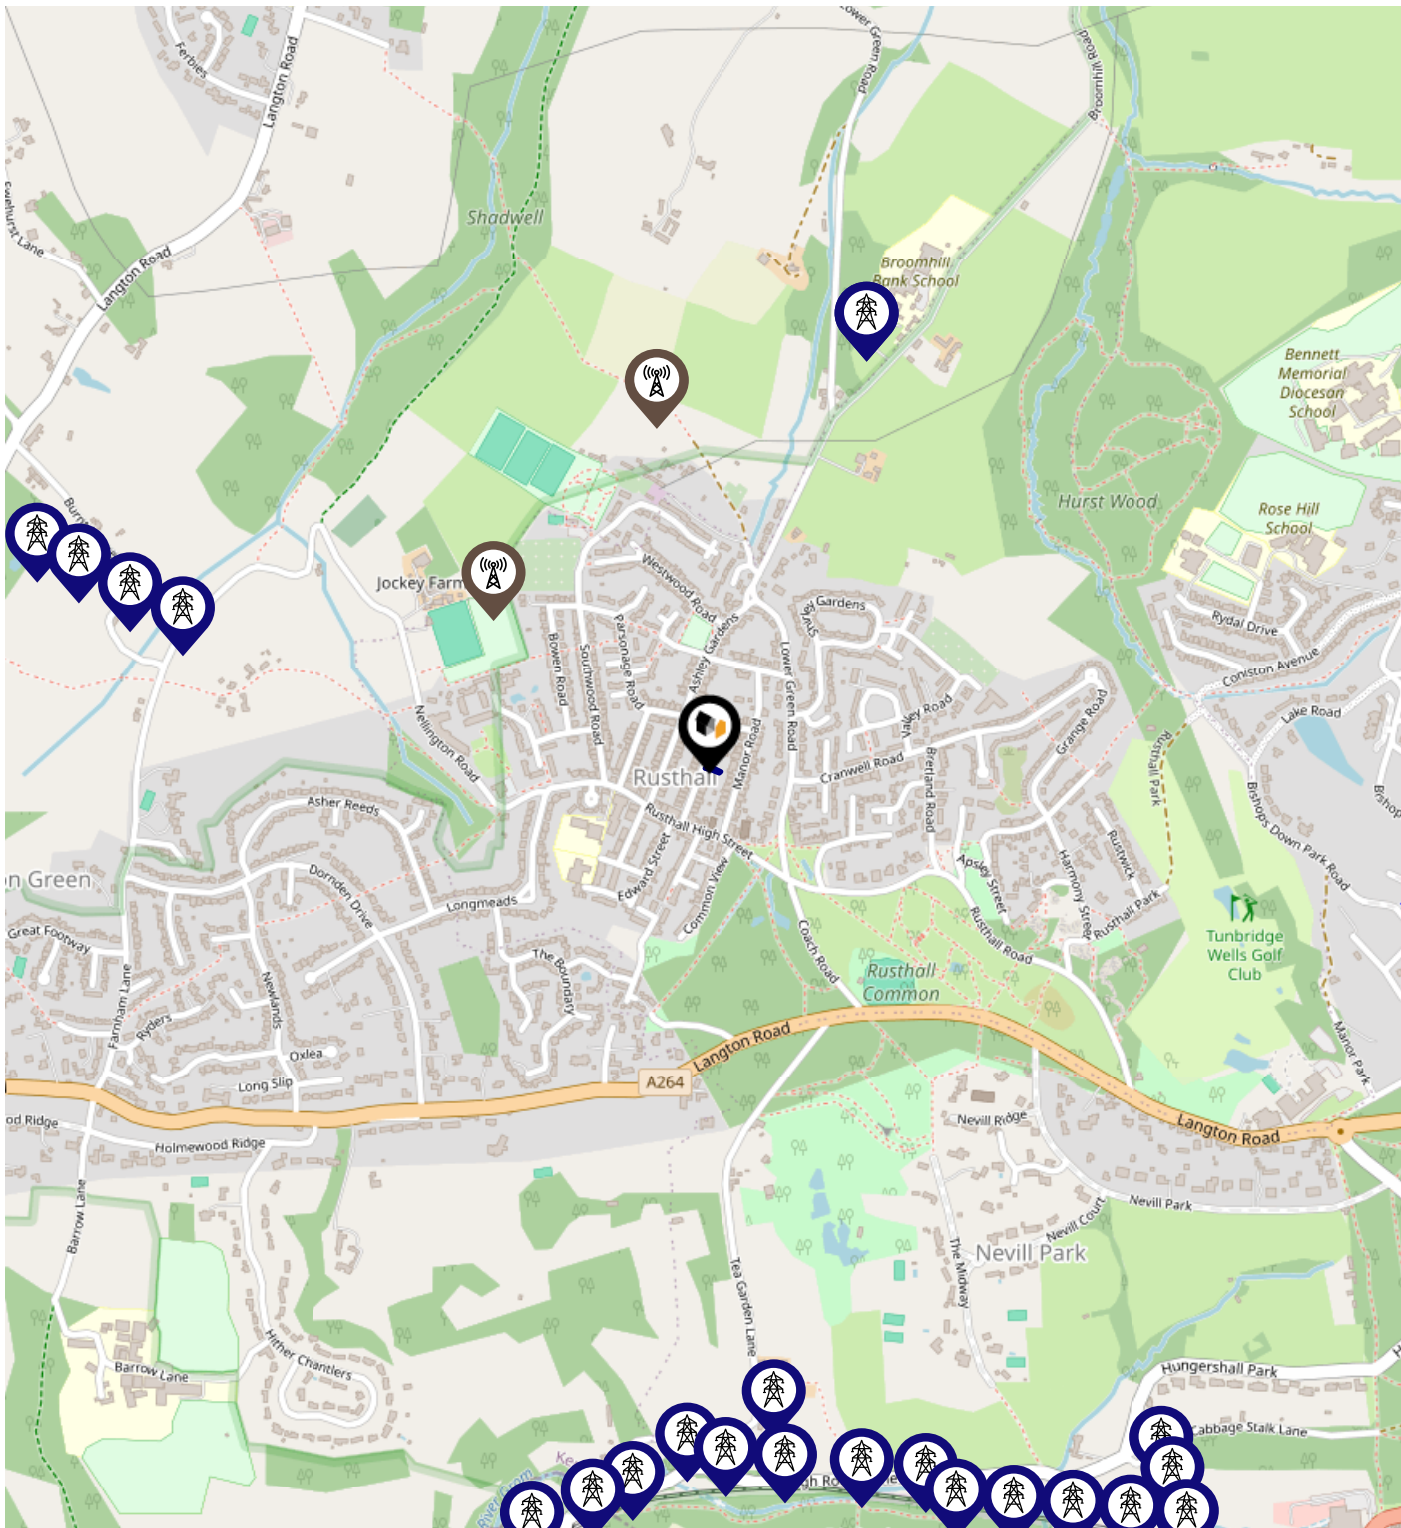 Ferbies
Langton Road
Lower Green Road
Broomhill Road
Shadwell
Langton Road
Broomhill
Bank School
Bennett
Memorial
Diocesan
School
Hurst Wood
Rose Hill
School
Jockey Farm
Westwood Road
Parsonage Road
Ashley Gardens
Gardens
Rydal Drive
Coniston Avenue
Bowen Road
Southwood Road
Lower Green Road
Lake Road
Nellington Road
Manor Road
Grange Road
Rusthall Park
Rusthall
Cranwell Road
Bretland Road
Asher Reeds
Rusthall High Street
Bishops Down Park Road
Edward Street
Common View
Apsley Street
Harmony Street
Rustwick
on Green
Dornden Drive
Longmeads
Coach Road
Rusthall Road
Rusthall Park
Great Footway
The Boundary
Rusthall
Common
Tunbridge
Wells Golf
Club
Farnham Lane
Newlands
Ryders
Oxlea
Long Slip
Langton Road
A264
Manor Park
od Ridge
Holmewood Ridge
Nevill Ridge
Langton Road
Barrow Lane
Nevill Park
Nevill Court
Nevill Park
The Midway
Tea Garden Lane
Hither Chantlers
Barrow Lane
Hungershall Park
Cabbage Stalk Lane